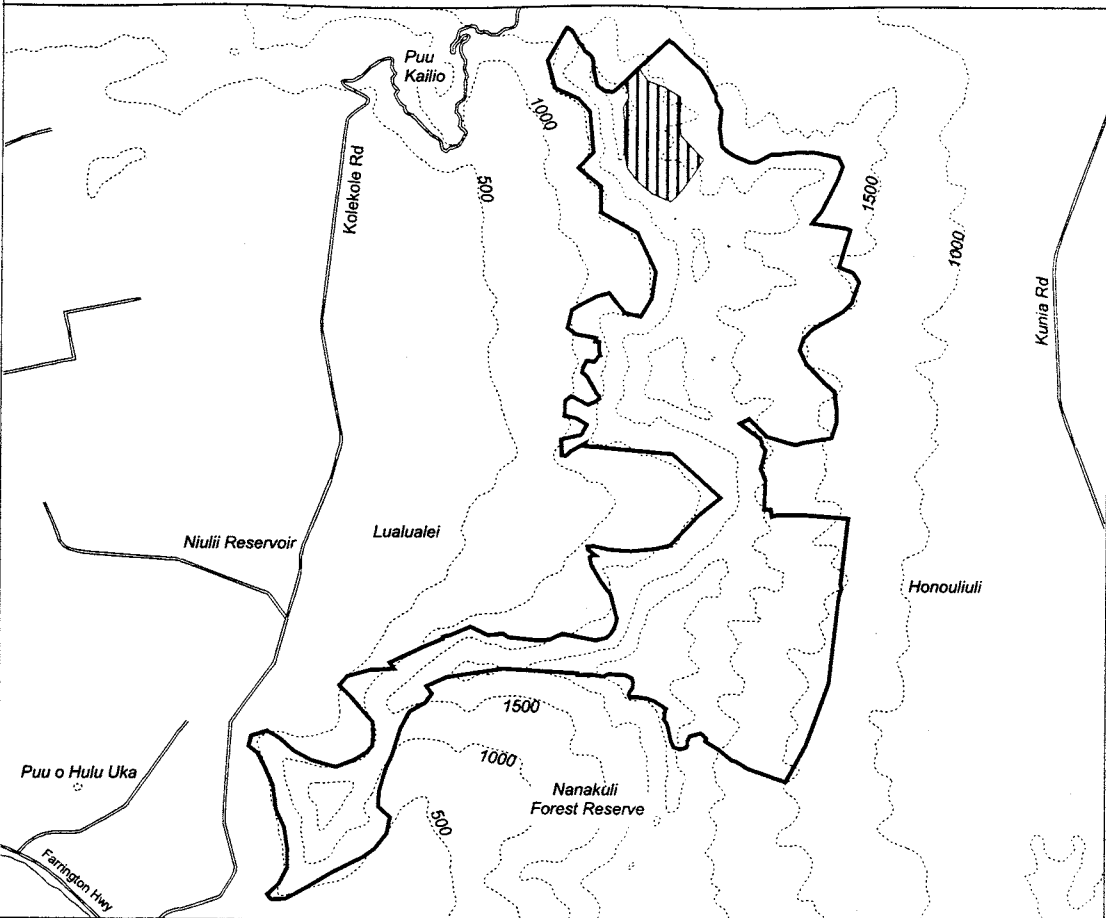 Puu
Kailio
1000
Kolekole Rd
500
1500
1000
Kunia Rd
Niulii Reservoir
Lualualei
Honouliuli
1500
1000
Puu o Hulu Uka
Nanakuli
Forest Reserve
500
Farrington Hwy